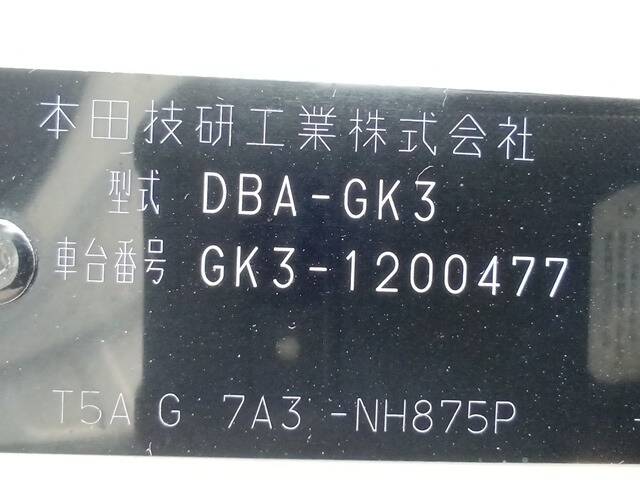 本田技研工業株式会社
型式 DBA-GK3
車台番号 GK3-1200477
T5A G 7A3 -NH875P -